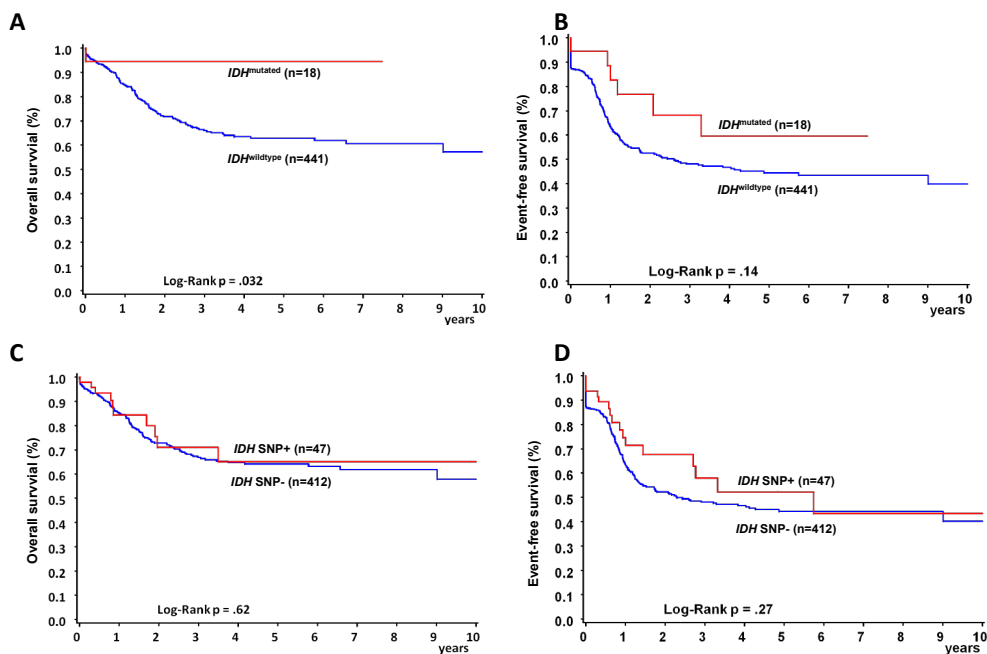 A
Overall survvial (%)
1.0
0.9
0.8
0.7
0.6
0.5
0.4
0.3
0.2
0.1
0.0
IDHmutated (n=18)
IDHwildtype (n=441)
Log-Rank p = .032
0 1 2 3 4 5 6 7 8 9 10
years
B
Event-free survival (%)
1.0
0.9
0.8
0.7
0.6
0.5
0.4
0.3
0.2
0.1
0.0
IDHmutated (n=18)
IDHwildtype (n=441)
Log-Rank p = .14
0 1 2 3 4 5 6 7 8 9 10
years
C
Overall survival (%)
1.0
0.9
0.8
0.7
0.6
0.5
0.4
0.3
0.2
0.1
0.0
IDH SNP+ (n=47)
IDH SNP- (n=412)
Log-Rank p = .62
0 1 2 3 4 5 6 7 8 9 10
years
D
Event-free survival (%)
1.0
0.9
0.8
0.7
0.6
0.5
0.4
0.3
0.2
0.1
0.0
IDH SNP+ (n=47)
IDH SNP- (n=412)
Log-Rank p = .27
0 1 2 3 4 5 6 7 8 9 10
years